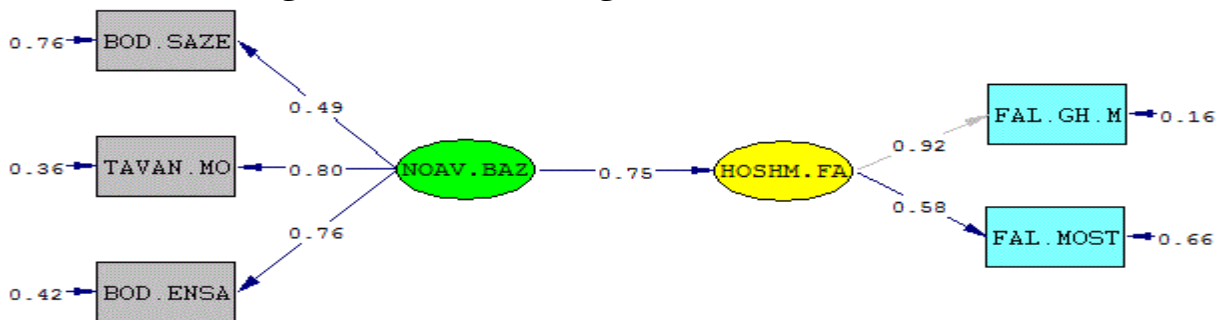 0.76 BOD.SAZE
0.49
FAL.GH.M 0.16
0.92
0.36 TAVAN.MO 0.80 NOAV.BAZ 0.75 HOSHM.FA
0.58
0.76
FAL.MOST 0.66
0.42 BOD.ENSA